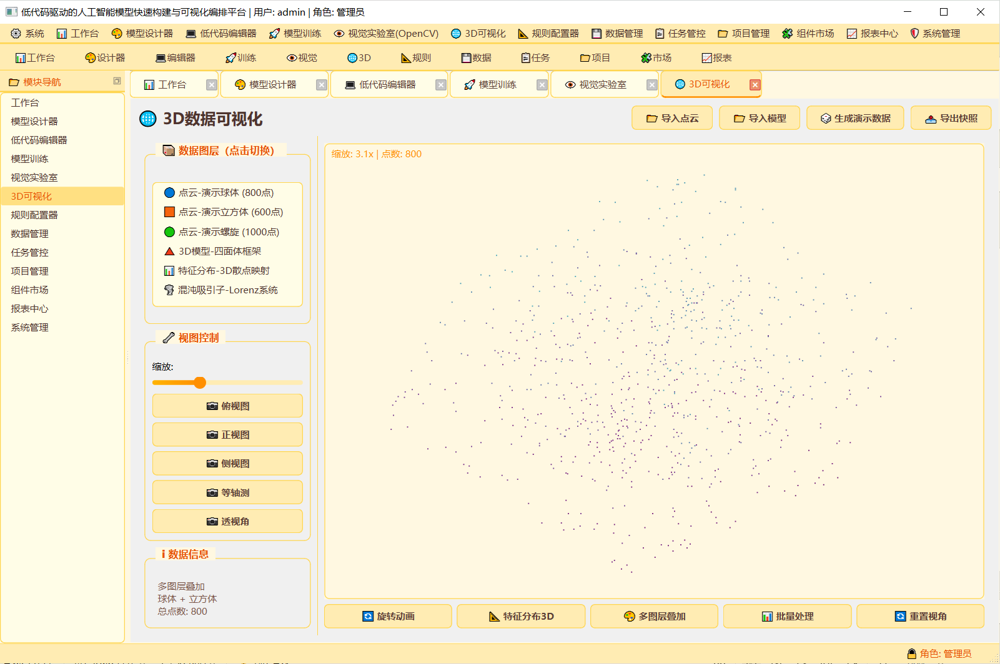 低代码驱动的人工智能模型快速构建与可视化编排平台 | 用户: admin | 角色: 管理员
系统 工作台 模型设计器 低代码编辑器 模型训练 视觉实验室(OpenCV) 3D可视化 规则配置器 数据管理 任务管控 项目管理 组件市场 报表中心 系统管理
工作台 设计器 编辑器 训练 视觉 3D 规则 数据 任务 项目 市场 报表
模块导航
工作台
模型设计器
低代码编辑器
模型训练
视觉实验室
3D可视化
规则配置器
数据管理
任务管控
项目管理
组件市场
报表中心
系统管理
工作台 模型设计器 低代码编辑器 模型训练 视觉实验室 3D可视化
3D数据可视化
导入点云 导入模型 生成演示数据 导出快照
数据图层（点击切换）
点云-演示球体 (800点)
点云-演示立方体 (600点)
点云-演示螺旋 (1000点)
3D模型-四面体框架
特征分布-3D散点映射
混沌吸引子-Lorenz系统
视图控制
缩放:
俯视图
正视图
侧视图
等轴测
透视角
数据信息
多图层叠加
球体 + 立方体
总点数: 800
缩放: 3.1x | 点数: 800
旋转动画 特征分布3D 多图层叠加 批量处理 重置视角
角色: 管理员